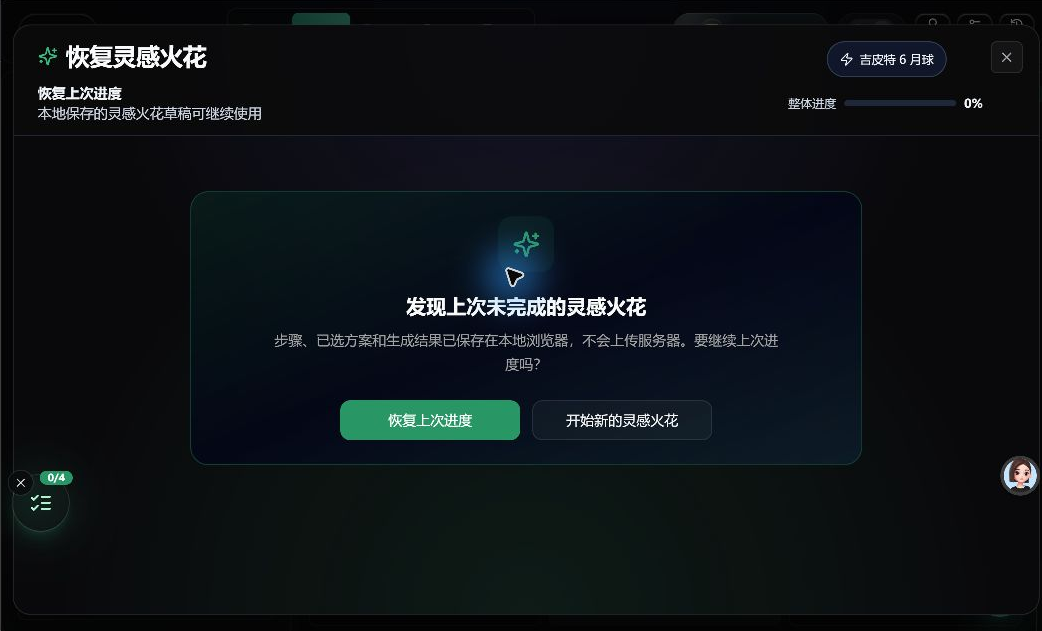 恢复灵感火花
吉皮特 6 月球
恢复上次进度
本地保存的灵感火花草稿可继续使用
整体进度 0%
发现上次未完成的灵感火花
步骤、已选方案和生成结果已保存在本地浏览器，不会上传服务器。要继续上次进
度吗？
恢复上次进度
开始新的灵感火花
0/4